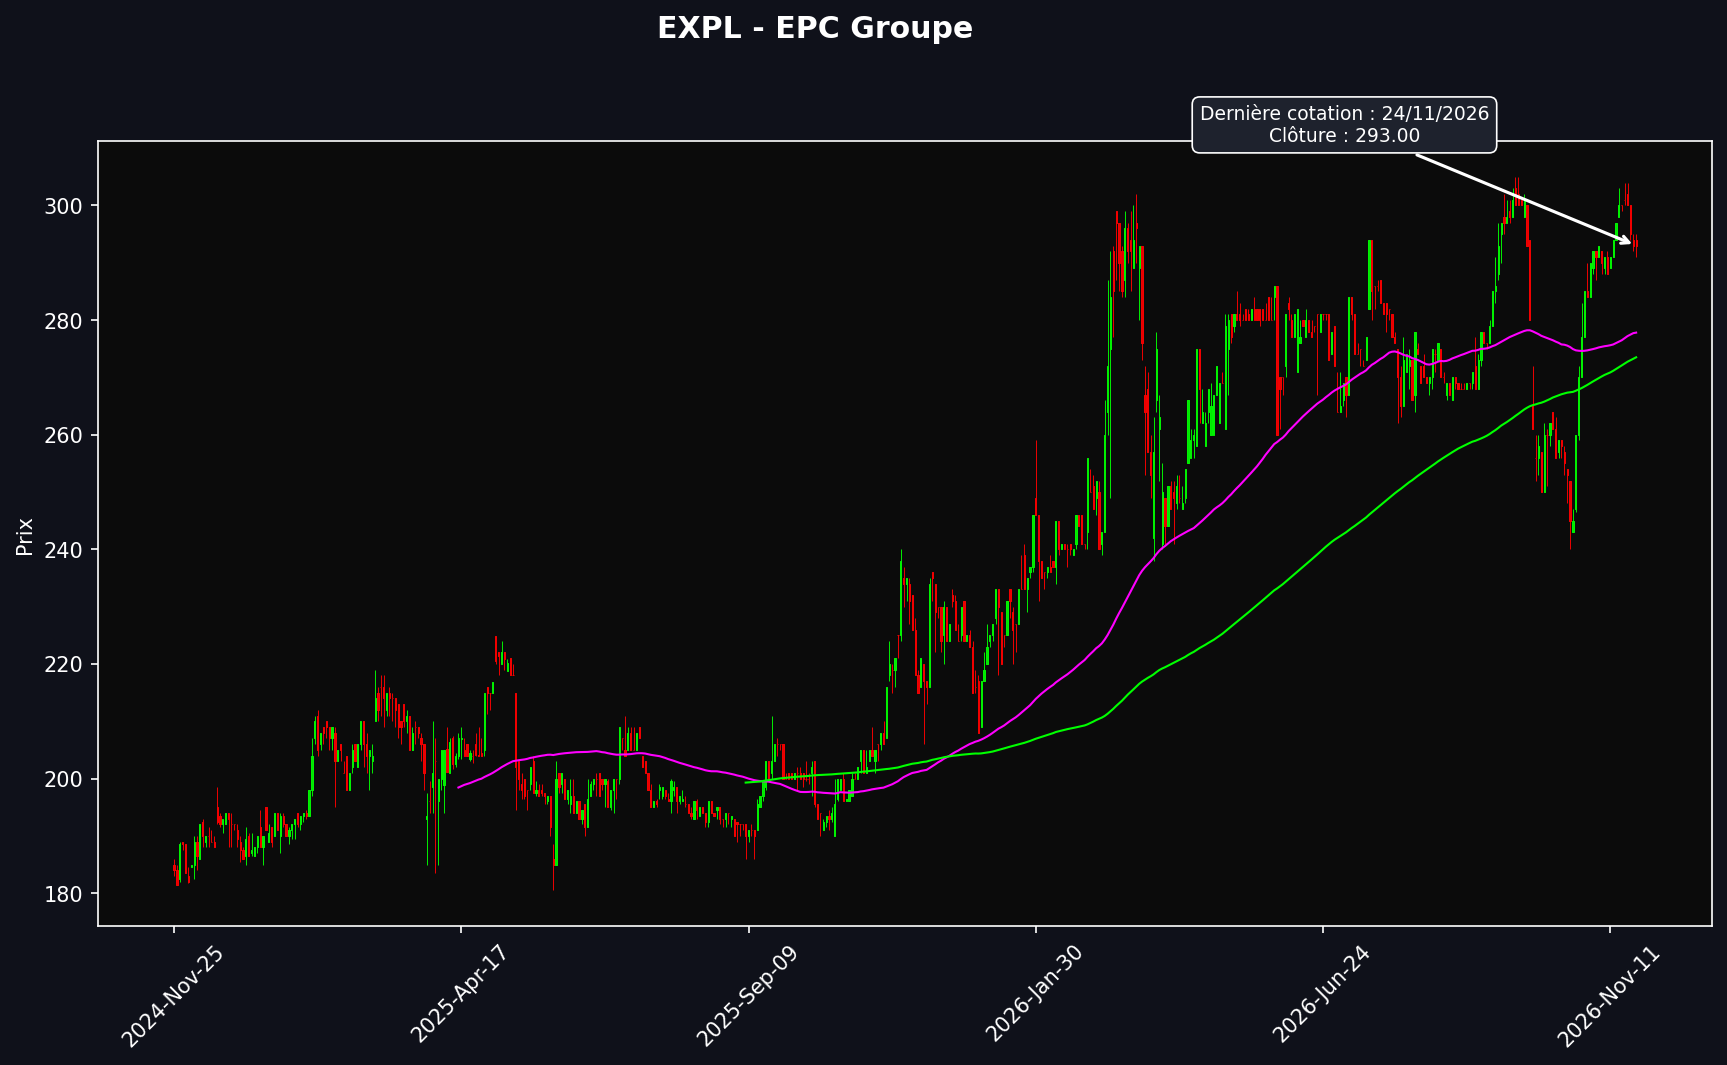 EXPL - EPC Groupe
Dernière cotation : 24/11/2026
Clôture : 293.00
Prix
300
280
260
240
220
200
180
2024-Nov-25
2025-Apr-17
2025-Sep-09
2026-Jan-30
2026-Jun-24
2026-Nov-11